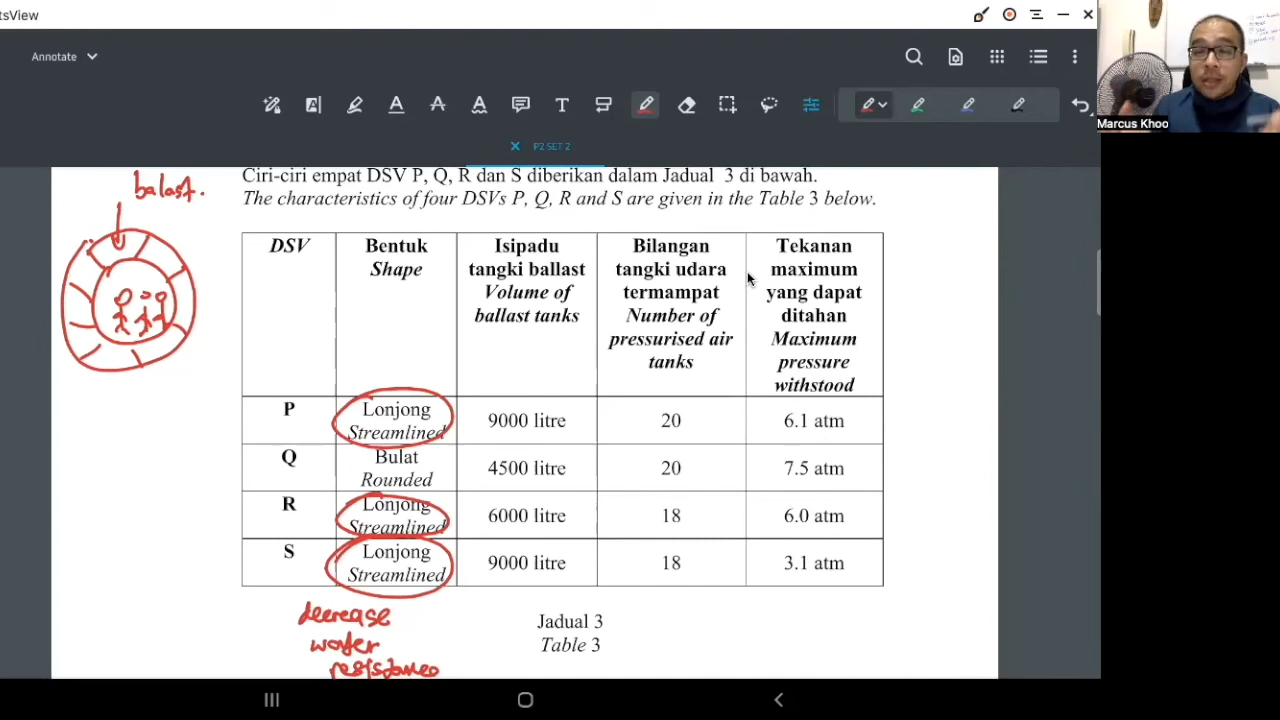 tsView
Annotate
P2 SET 2
Marcus Khoo
balast.
Ciri-ciri empat DSV P, Q, R dan S diberikan dalam Jadual 3 di bawah.
The characteristics of four DSVs P, Q, R and S are given in the Table 3 below.
DSV
Bentuk
Shape
Isipadu
tangki ballast
Volume of
ballast tanks
Bilangan
tangki udara
termampat
Number of
pressurised air
tanks
Tekanan
maximum
yang dapat
ditahan
Maximum
pressure
withstood
P
Lonjong
Streamlined
9000 litre
20
6.1 atm
Q
Bulat
Rounded
4500 litre
20
7.5 atm
R
Lonjong
Streamlined
6000 litre
18
6.0 atm
S
Lonjong
Streamlined
9000 litre
18
3.1 atm
decrease
water
resistance
Jadual 3
Table 3